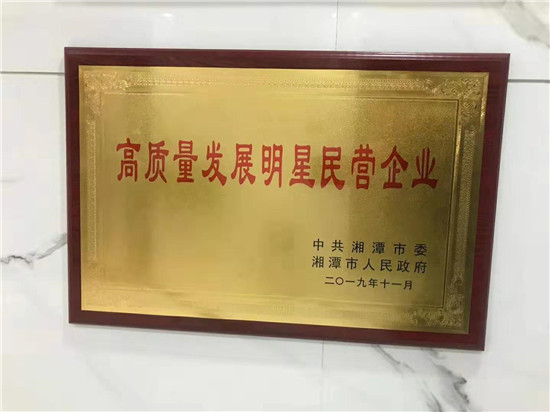 高质量发展明星民营企业
中共湘潭市委
湘潭市人民政府
二〇一九年十一月